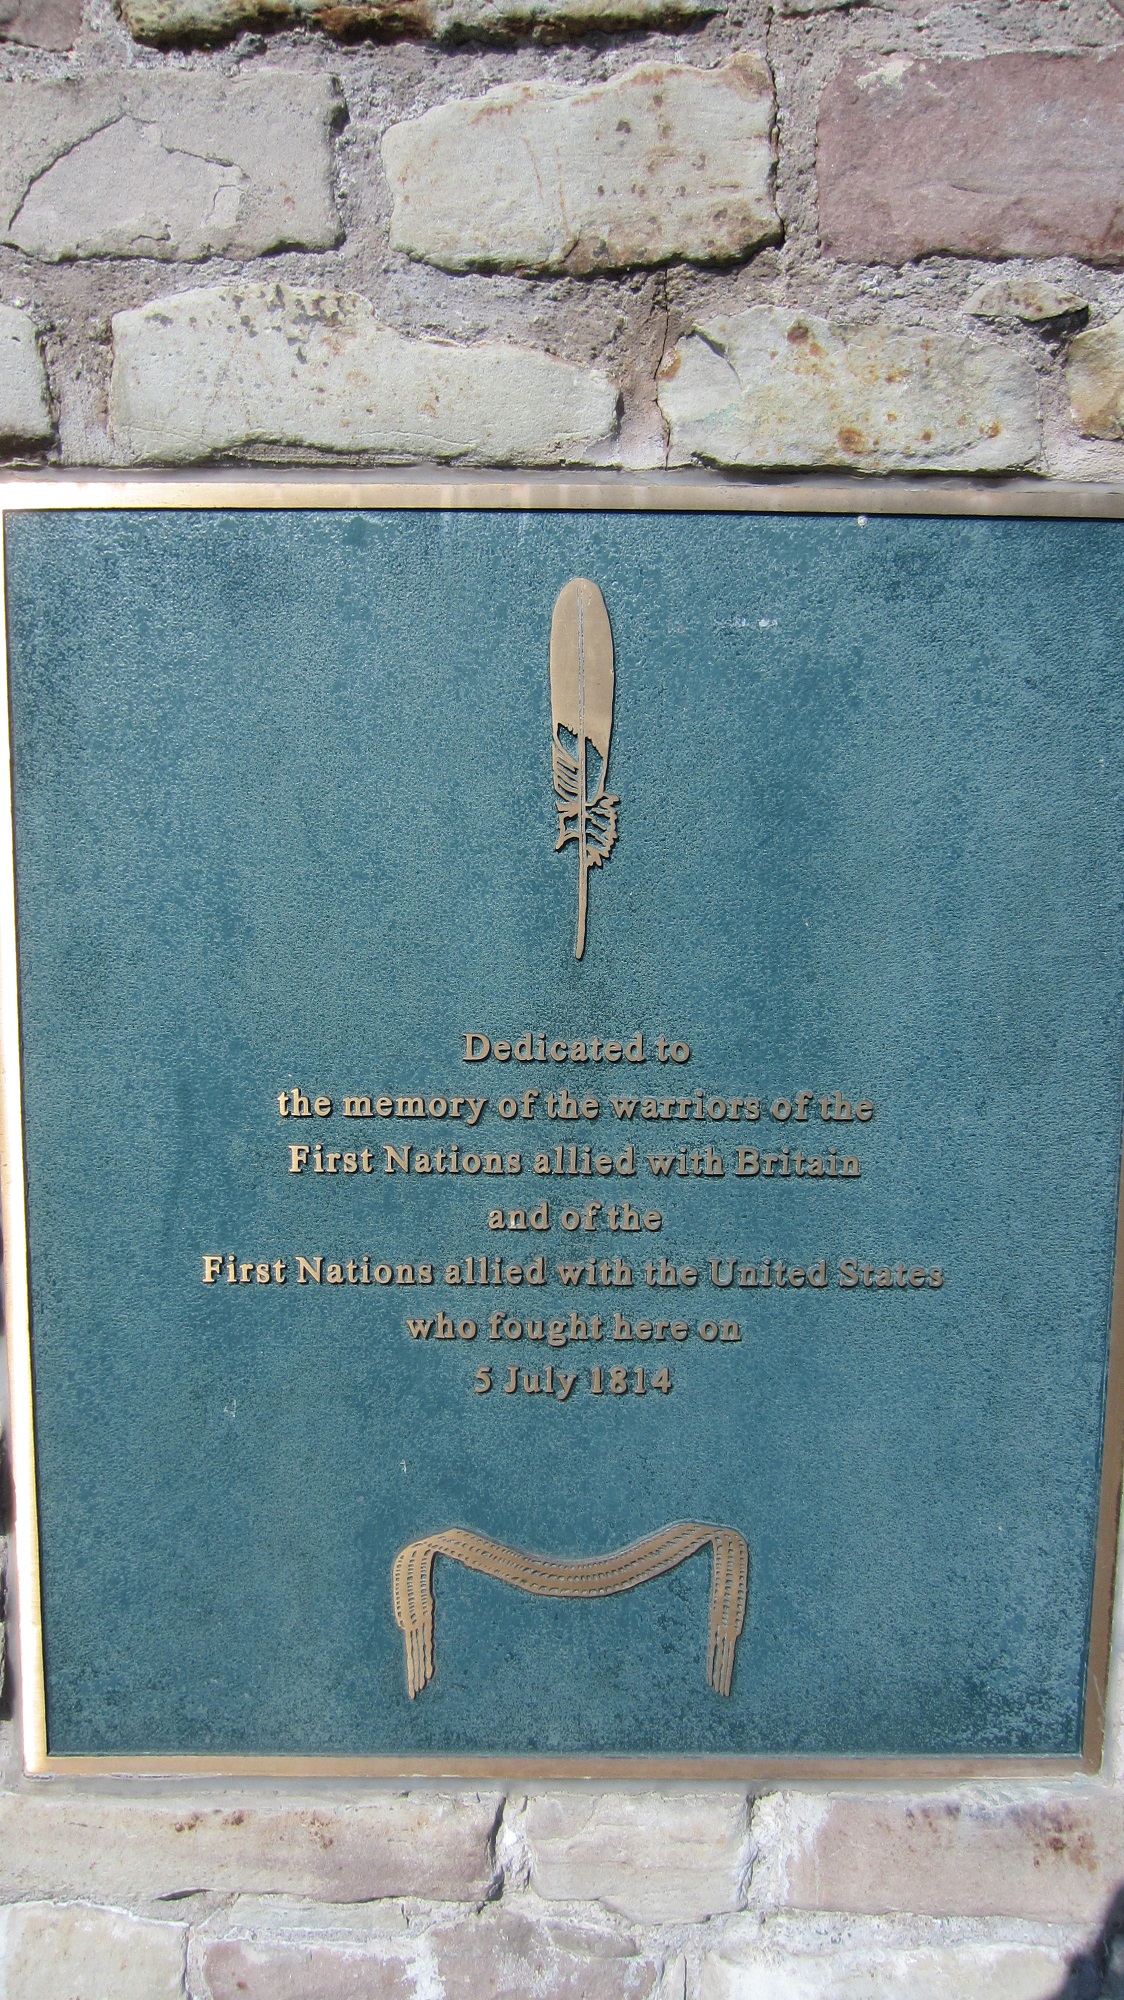 Dedicated to
the memory of the warriors of the
First Nations allied with Britain
and of the
First Nations allied with the United States
who fought here on
5 July 1814